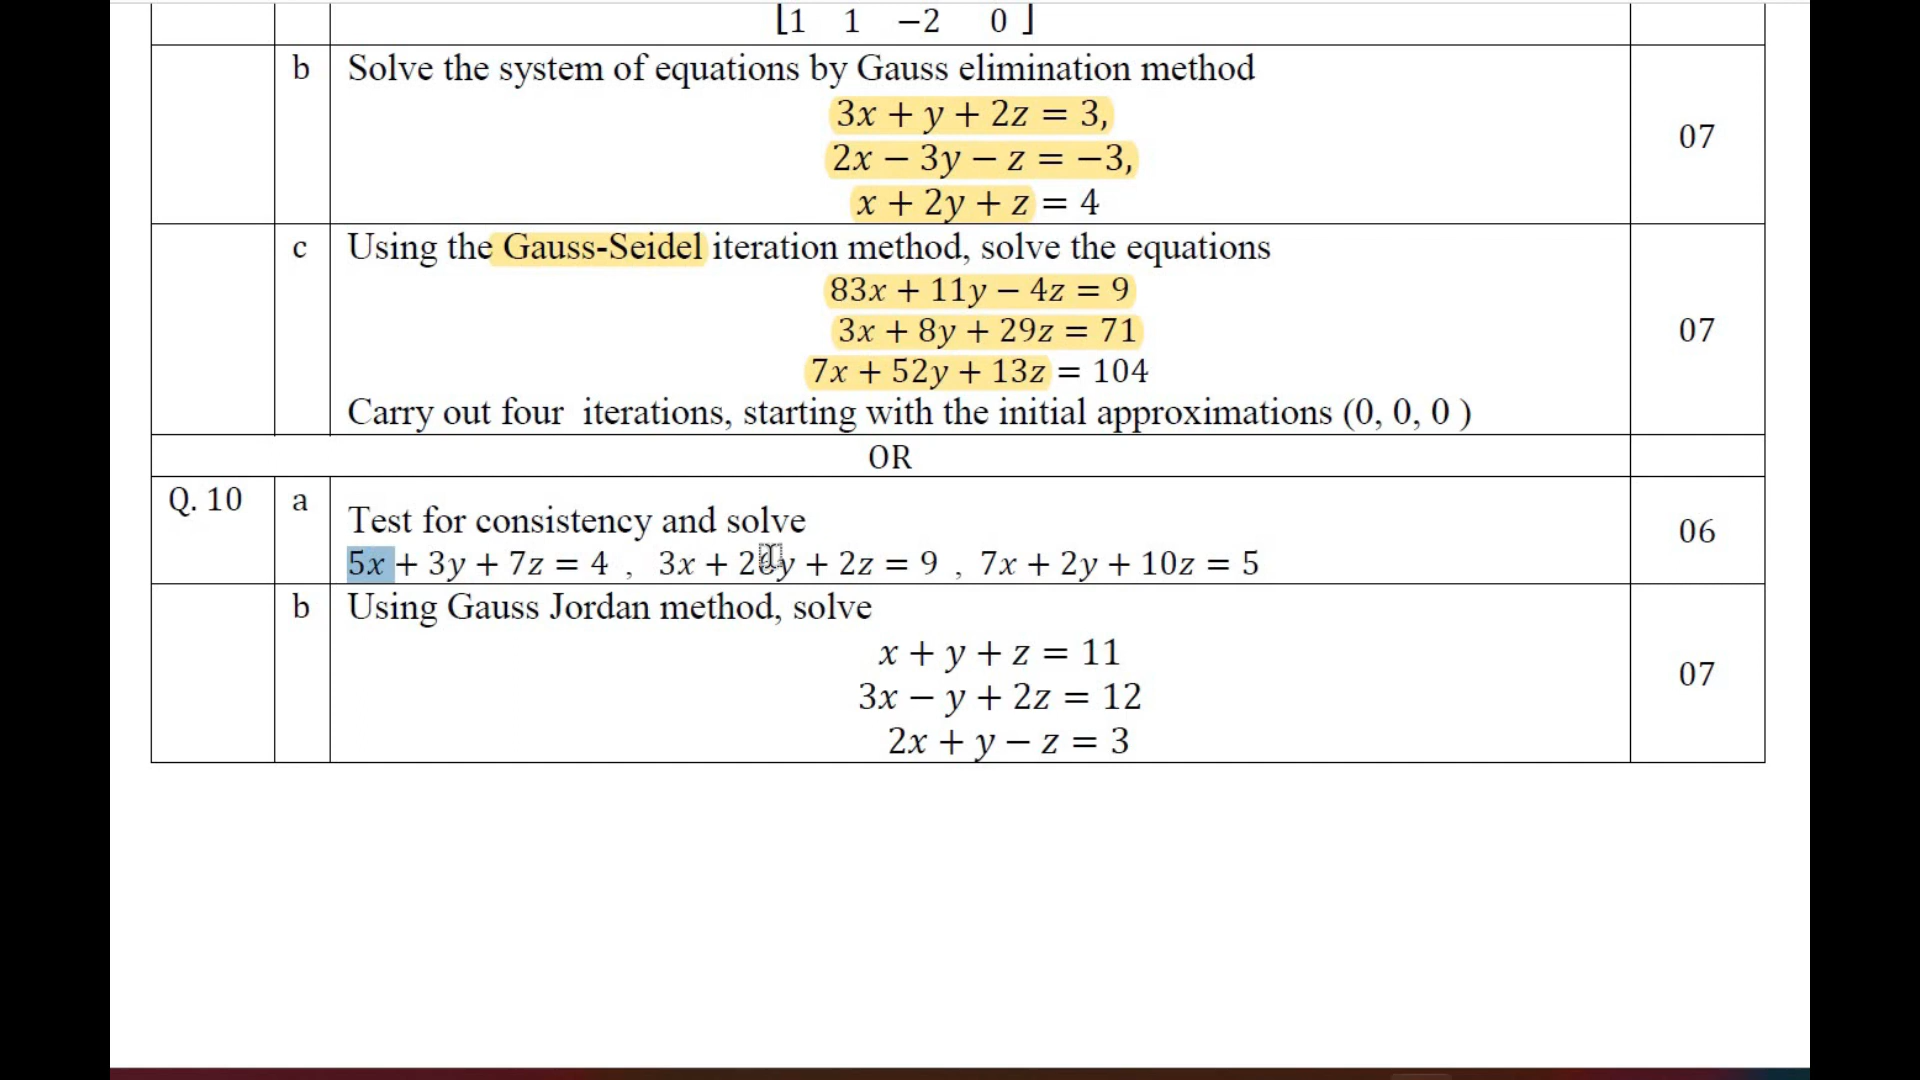 [1 1 −2 0 ]
b Solve the system of equations by Gauss elimination method
3x + y + 2z = 3,
2x − 3y − z = −3, 07
x + 2y + z = 4
c Using the Gauss-Seidel iteration method, solve the equations
83x + 11y − 4z = 9
3x + 8y + 29z = 71 07
7x + 52y + 13z = 104
Carry out four iterations, starting with the initial approximations (0, 0, 0 )
OR
Q. 10 a
Test for consistency and solve 06
5x + 3y + 7z = 4 , 3x + 26y + 2z = 9 , 7x + 2y + 10z = 5
b Using Gauss Jordan method, solve
x + y + z = 11
3x − y + 2z = 12 07
2x + y − z = 3